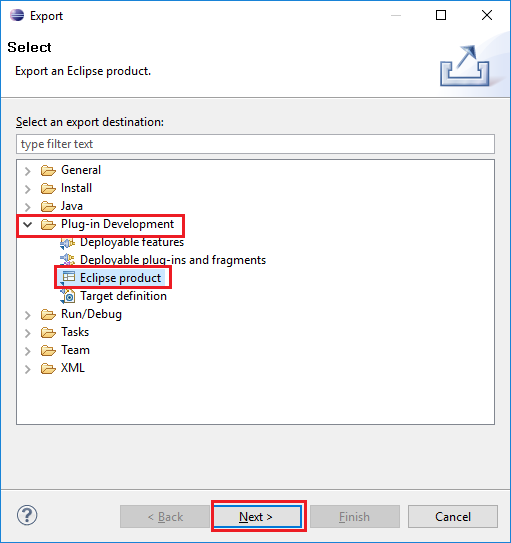 Export
Select
Export an Eclipse product.
Select an export destination:
type filter text
General
Install
Java
Plug-in Development
Deployable features
Deployable plug-ins and fragments
Eclipse product
Target definition
Run/Debug
Tasks
Team
XML
?
< Back
Next >
Finish
Cancel